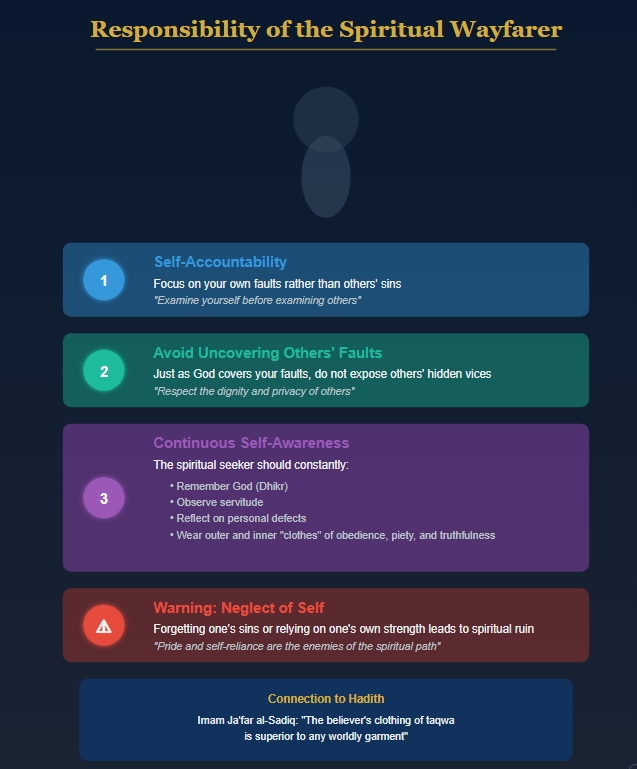 Responsibility of the Spiritual Wayfarer
1
Self-Accountability
Focus on your own faults rather than others' sins
"Examine yourself before examining others"
2
Avoid Uncovering Others' Faults
Just as God covers your faults, do not expose others' hidden vices
"Respect the dignity and privacy of others"
3
Continuous Self-Awareness
The spiritual seeker should constantly:
• Remember God (Dhikr)
• Observe servitude
• Reflect on personal defects
• Wear outer and inner "clothes" of obedience, piety, and truthfulness
⚠
Warning: Neglect of Self
Forgetting one's sins or relying on one's own strength leads to spiritual ruin
"Pride and self-reliance are the enemies of the spiritual path"
Connection to Hadith
Imam Ja'far al-Sadiq: "The believer's clothing of taqwa
is superior to any worldly garment"